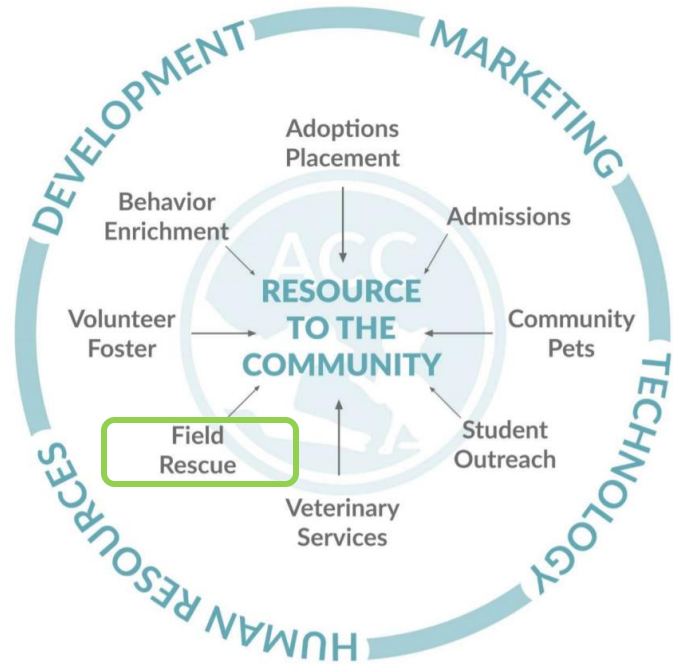 DEVELOPMENT
MARKETING
Adoptions
Placement
Behavior
Enrichment
Admissions
ACC
RESOURCE
TO THE
COMMUNITY
Volunteer
Foster
Community
Pets
Field
Rescue
Student
Outreach
Veterinary
Services
TECHNOLOGY
HUMAN RESOURCES